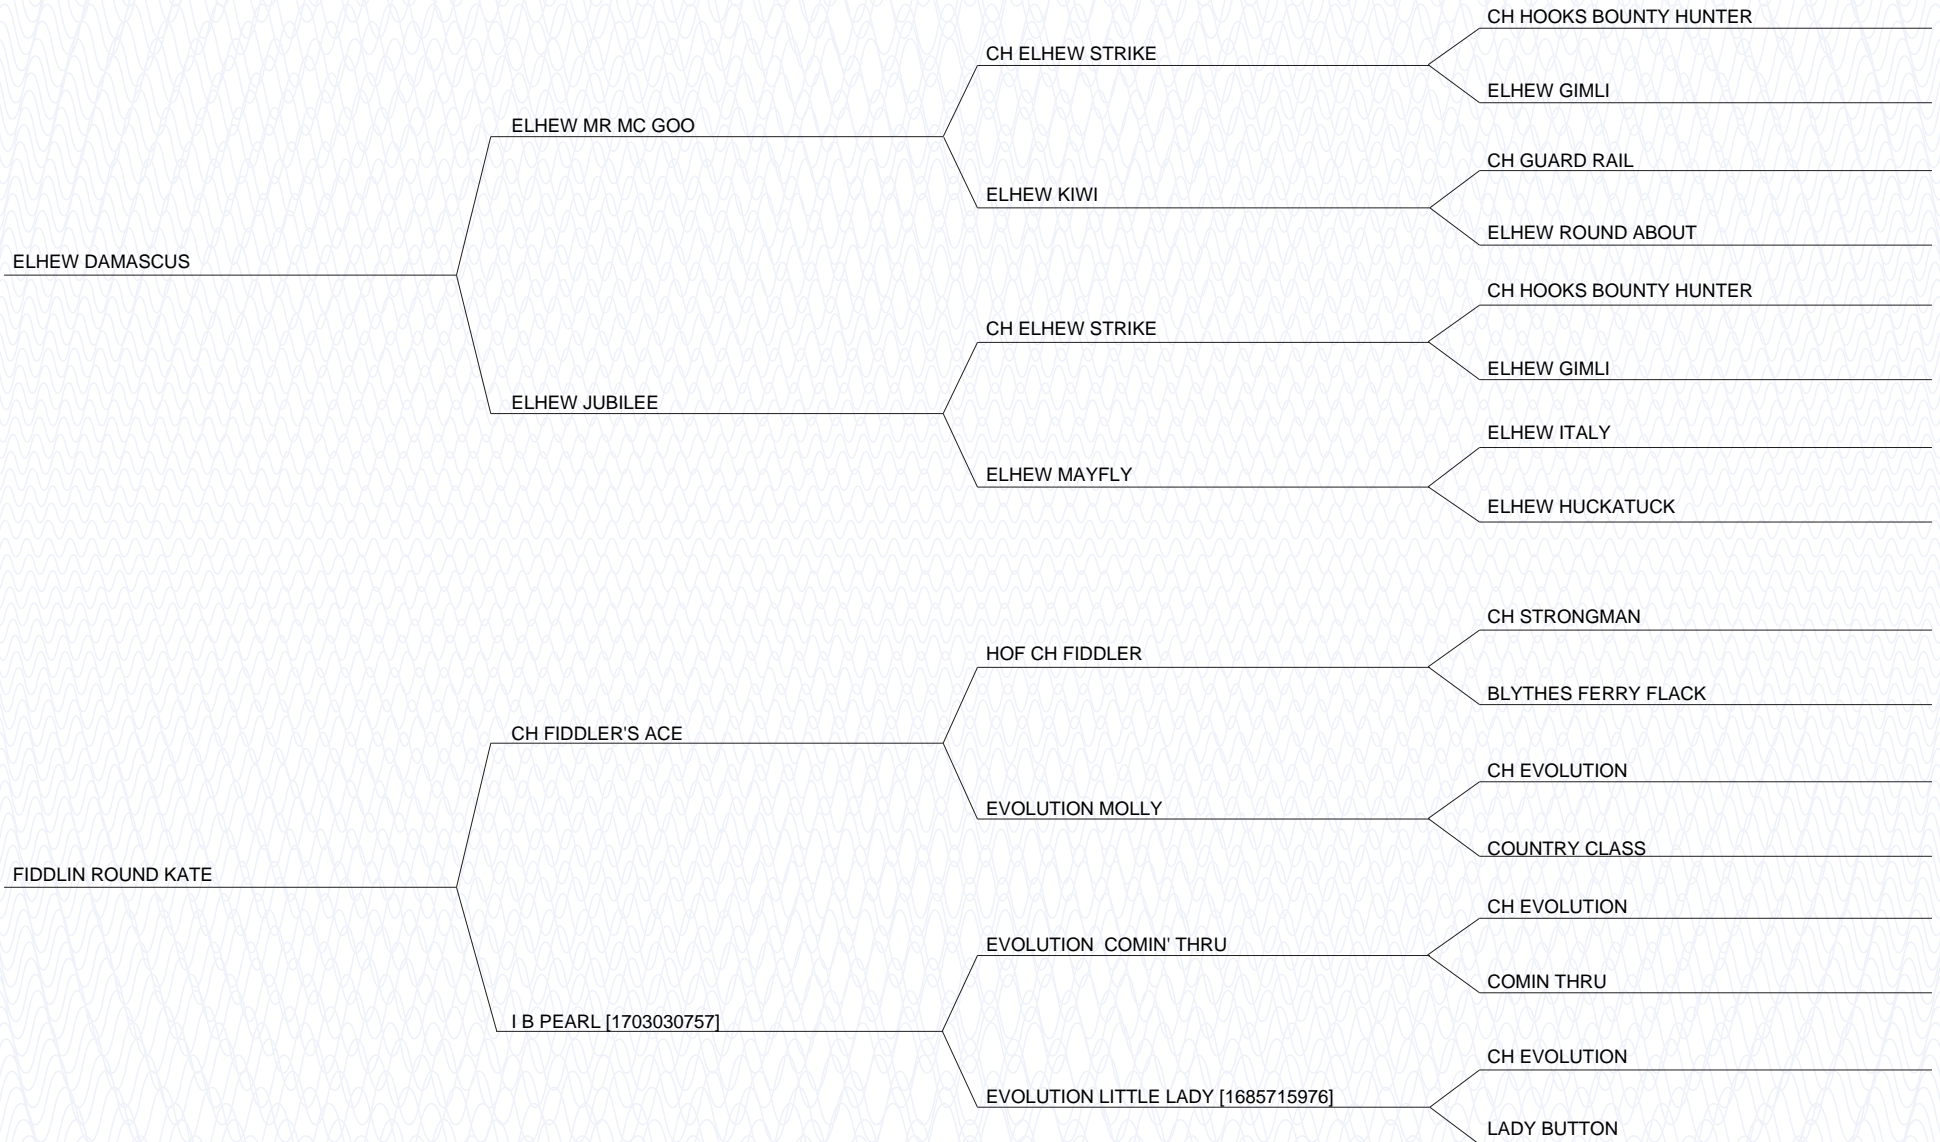 CH HOOKS BOUNTY HUNTER
CH ELHEW STRIKE
ELHEW GIMLI
ELHEW MR MC GOO
CH GUARD RAIL
ELHEW KIWI
ELHEW ROUND ABOUT
ELHEW DAMASCUS
CH HOOKS BOUNTY HUNTER
CH ELHEW STRIKE
ELHEW GIMLI
ELHEW JUBILEE
ELHEW ITALY
ELHEW MAYFLY
ELHEW HUCKATUCK
CH STRONGMAN
HOF CH FIDDLER
BLYTHES FERRY FLACK
CH FIDDLER'S ACE
CH EVOLUTION
EVOLUTION MOLLY
COUNTRY CLASS
FIDDLIN ROUND KATE
CH EVOLUTION
EVOLUTION  COMIN' THRU
COMIN THRU
I B PEARL [1703030757]
CH EVOLUTION
EVOLUTION LITTLE LADY [1685715976]
LADY BUTTON